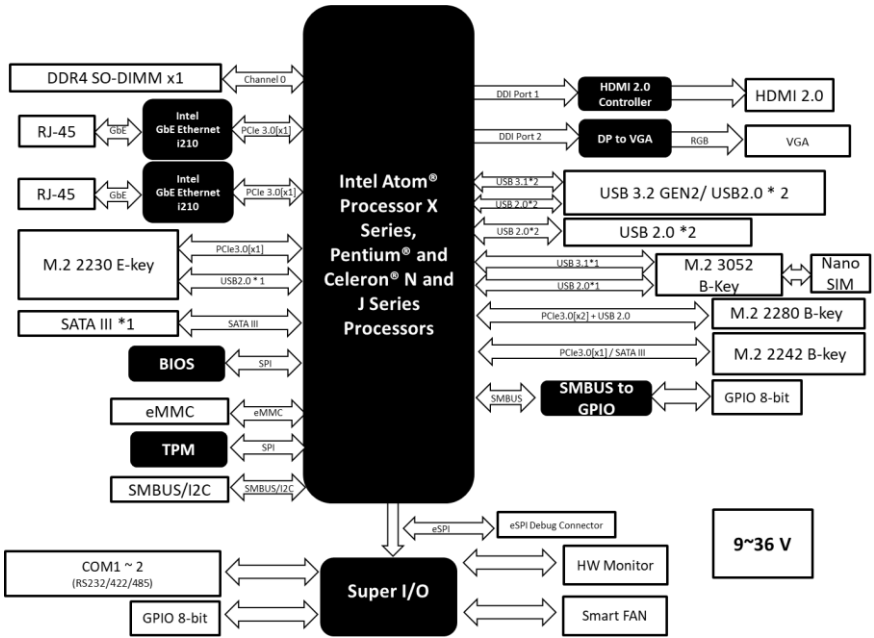 DDR4 SO-DIMM x1
Channel 0
RJ-45
GbE
Intel
GbE Ethernet
i210
PCIe 3.0[x1]
RJ-45
GbE
Intel
GbE Ethernet
i210
PCIe 3.0[x1]
M.2 2230 E-key
PCIe3.0[x1]
USB2.0 * 1
SATA III *1
SATA III
BIOS
SPI
eMMC
eMMC
TPM
SPI
SMBUS/I2C
SMBUS/I2C
Intel Atom®
Processor X
Series,
Pentium® and
Celeron® N and
J Series
Processors
DDI Port 1
HDMI 2.0
Controller
HDMI 2.0
DDI Port 2
DP to VGA
RGB
VGA
USB 3.1*2
USB 2.0*2
USB 3.2 GEN2/ USB2.0 * 2
USB 2.0*2
USB 2.0 *2
USB 3.1*1
USB 2.0*1
M.2 3052
B-Key
Nano
SIM
PCIe3.0[x2] + USB 2.0
M.2 2280 B-key
PCIe3.0[x1] / SATA III
M.2 2242 B-key
SMBUS
SMBUS to
GPIO
GPIO 8-bit
eSPI
eSPI Debug Connector
9~36 V
COM1 ~ 2
(RS232/422/485)
GPIO 8-bit
Super I/O
HW Monitor
Smart FAN